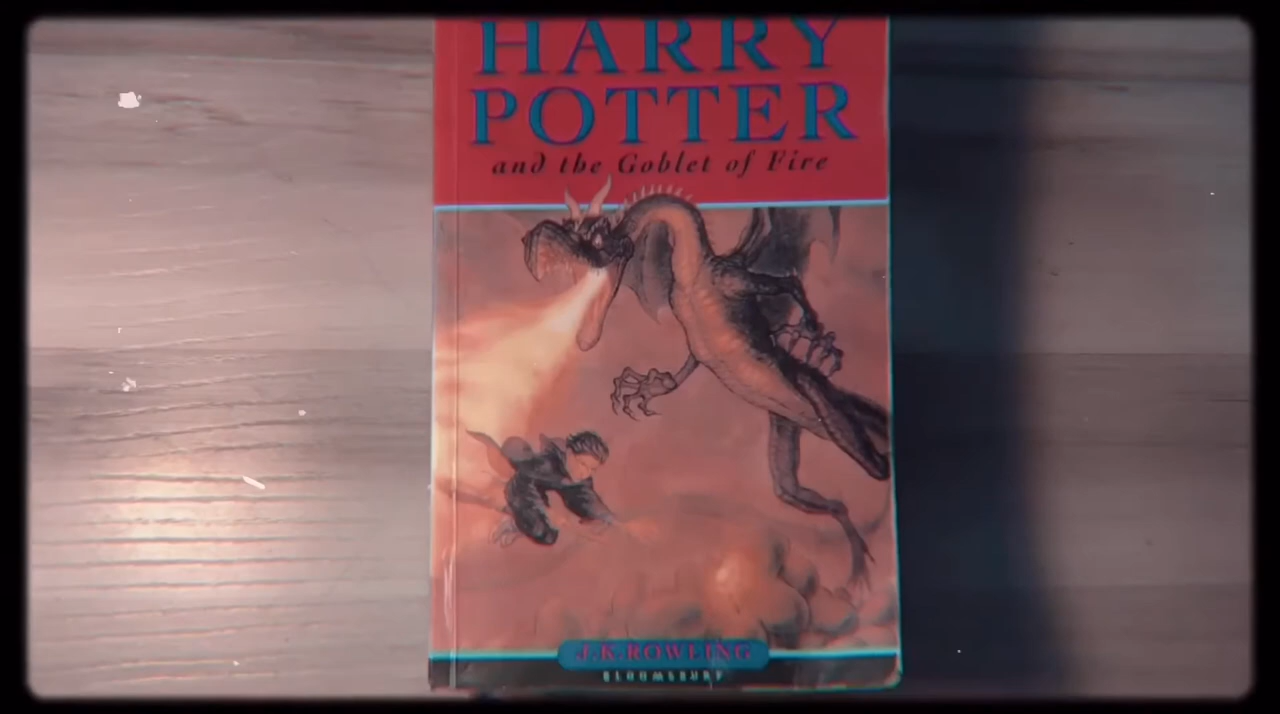 HARRY
POTTER
and the Goblet of Fire
J.K.ROWLING
BLOOMSBURY